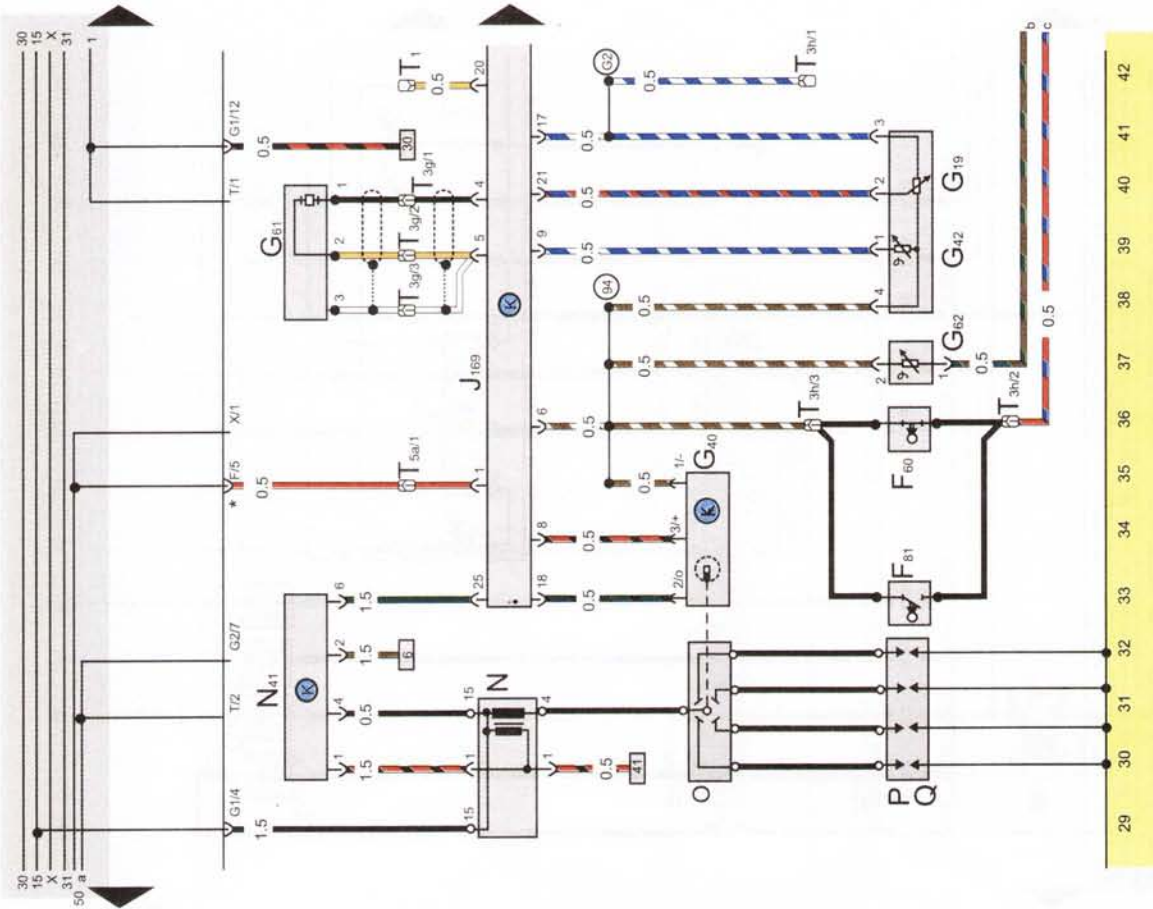 30
15
X
31
1
30
15
X
31
50 a
G1/12
T/1
X/1
F/5
*
G2/7
T/2
G1/4
0.5
0.5
1.5
T1
0.5
20
30
G61
1
2
3
T3g/1
T3g/2
T3g/3
4
5
T5a/1
1
N41
K
6
2
4
1
1.5
1.5
0.5
1.5
25
6
J169
K
17
21
9
6
8
18
G2
0.5
T3h/1
0.5
0.5
0.5
94
0.5
0.5
0.5
0.5
0.5
0.5
N
15
15
1
4
1
0.5
41
G40
K
1/-
3/+
2/o
3
2
1
4
G19
G42
G62
2
1
0.5
T3h/3
T3h/2
F60
F81
0.5
b
c
O
P
Q
29
30
31
32
33
34
35
36
37
38
39
40
41
42